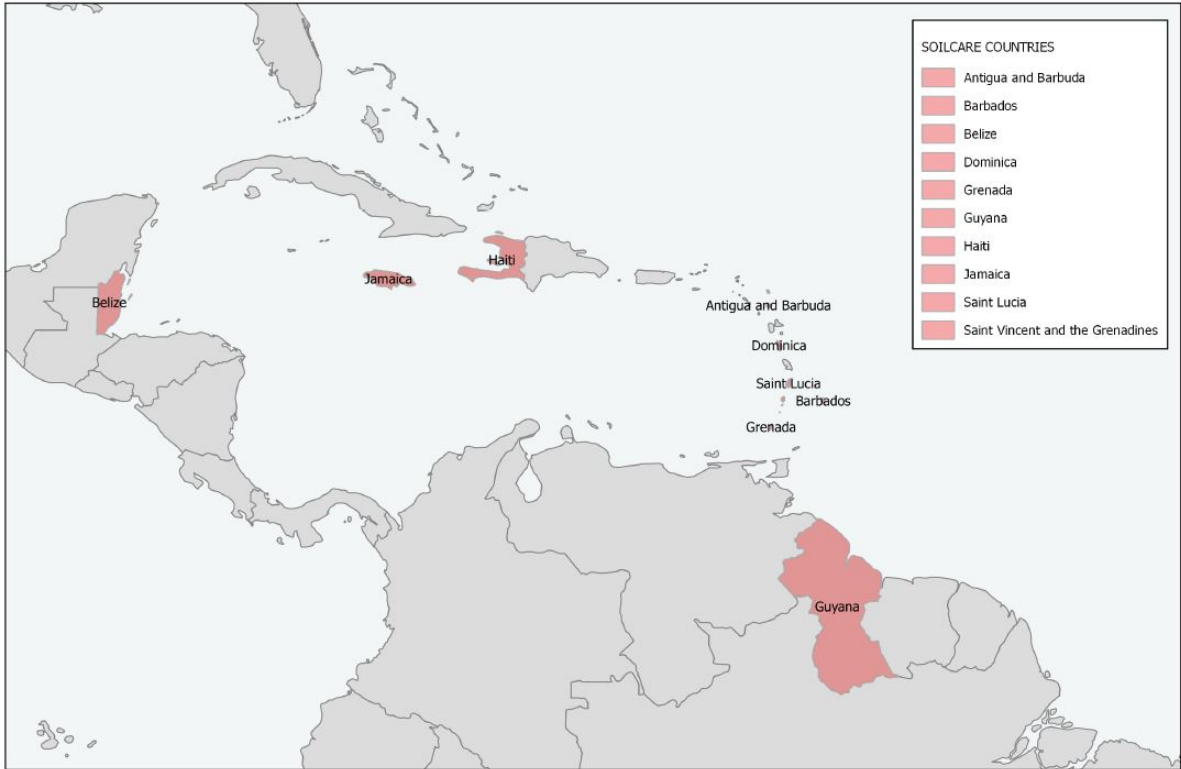 SOILCARE COUNTRIES
Antigua and Barbuda
Barbados
Belize
Dominica
Grenada
Guyana
Haiti
Jamaica
Saint Lucia
Saint Vincent and the Grenadines
Haiti
Jamaica
Belize
Antigua and Barbuda
Dominica
Saint Lucia
Barbados
Grenada
Guyana